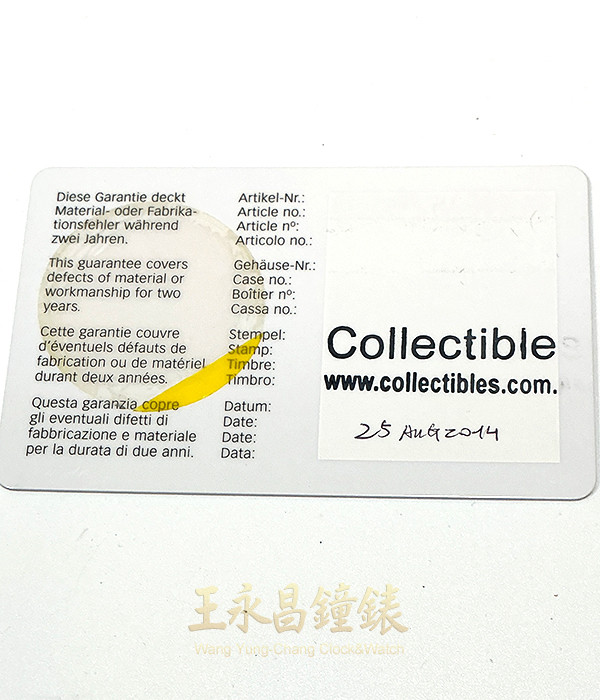 Diese Garantie deckt
Material- oder Fabrika-
tionsfehler während
zwei Jahren.
This guarantee covers
defects of material or
workmanship for two
years.
Cette garantie couvre
d'éventuels défauts de
fabrication ou de matériel
durant deux années.
Questa garanzia copre
gli eventuali difetti di
fabbricazione e materiale
per la durata di due anni.
Artikel-Nr.:
Article no.:
Article n°:
Articolo no.:
Gehäuse-Nr.:
Case no.:
Boîtier n°:
Cassa no.:
Stempel:
Stamp:
Timbre:
Timbro:
Datum:
Date:
Date:
Data:
Collectible
www.collectibles.com.
25 AUG 2014
王永昌鐘錶
Wang Yung-Chang Clock&Watch